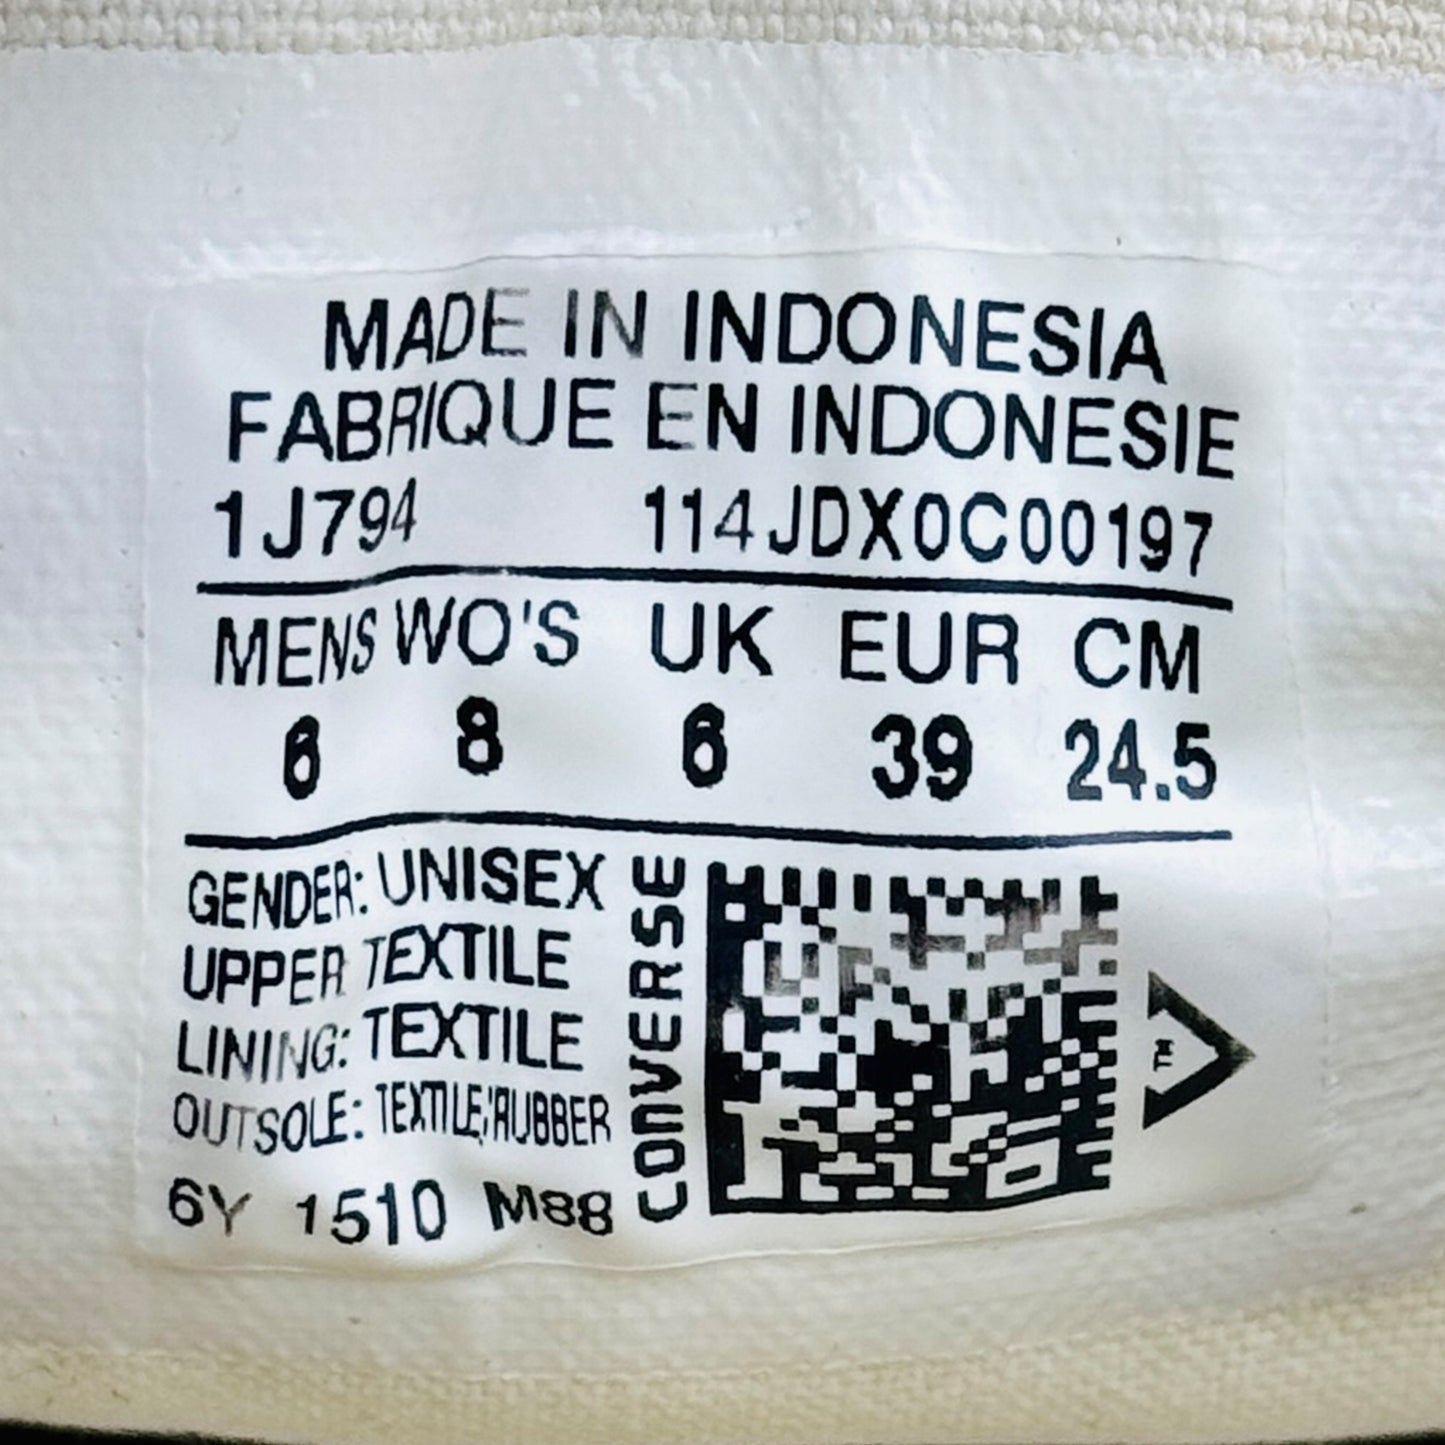 MADE IN INDONESIA
FABRIQUE EN INDONESIE
1J794 114JDX0C00197
MENS WO'S UK EUR CM
6 8 6 39 24.5
GENDER: UNISEX
UPPER TEXTILE
LINING: TEXTILE
OUTSOLE: TEXTILE/RUBBER
6Y 1510 M88
CONVERSE
TM